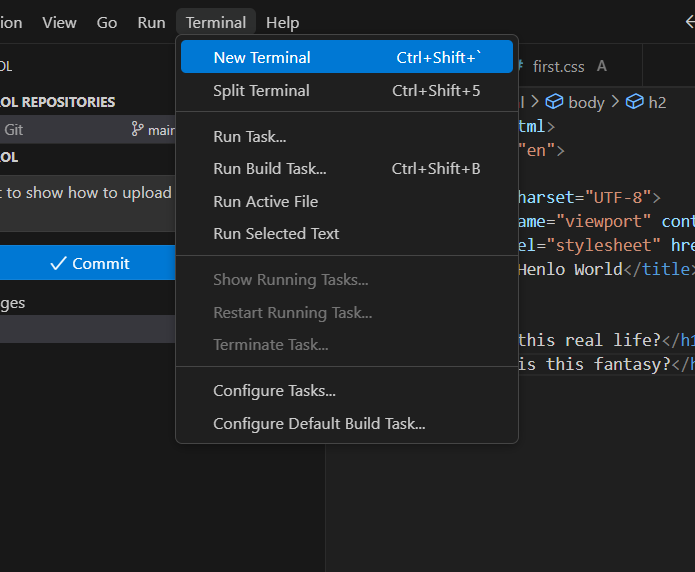 ion View Go Run Terminal Help
OL
OL REPOSITORIES
Git main
OL
t to show how to upload
Commit
ges
New Terminal Ctrl+Shift+`
Split Terminal Ctrl+Shift+5
Run Task...
Run Build Task... Ctrl+Shift+B
Run Active File
Run Selected Text
Show Running Tasks...
Restart Running Task...
Terminate Task...
Configure Tasks...
Configure Default Build Task...
first.css A
l > body > h2
tml>
"en">
harset="UTF-8">
ame="viewport" cont
el="stylesheet" hre
Henlo World</title>
this real life?</h1
is this fantasy?</h